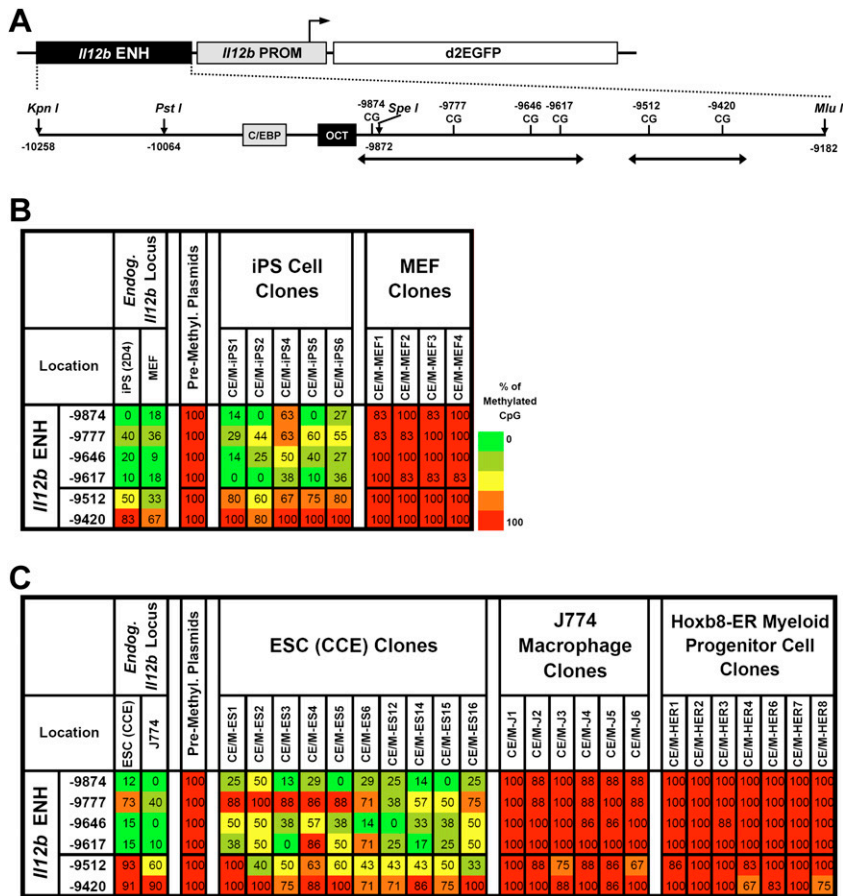 A
Il12b ENH Il12b PROM d2EGFP
Kpn I Pst I -9874 Spe I -9777 -9646 -9617 -9512 -9420 Mlu I
CG CG CG CG CG CG
C/EBP OCT
-10258 -10064 -9872 -9182
B
Endog. Il12b Locus
Pre-Methyl. Plasmids
iPS Cell Clones
MEF Clones
Location iPS (2D4) MEF CE/M-iPS1 CE/M-iPS2 CE/M-iPS4 CE/M-iPS5 CE/M-iPS6 CE/M-MEF1 CE/M-MEF2 CE/M-MEF3 CE/M-MEF4
Il12b ENH
-9874 0 18 100 14 0 63 0 27 83 100 83 100
-9777 40 36 100 29 44 63 60 55 83 83 100 100
-9646 20 9 100 14 25 50 40 27 100 100 100 100
-9617 10 18 100 0 0 38 10 36 100 83 83 83
-9512 50 33 100 80 60 67 75 80 100 100 100 100
-9420 83 67 100 100 80 100 100 100 100 100 100 100
% of Methylated CpG
0
100
C
Endog. Il12b Locus
Pre-Methyl. Plasmids
ESC (CCE) Clones
J774 Macrophage Clones
Hoxb8-ER Myeloid Progenitor Cell Clones
Location ESC (CCE) J774 CE/M-ES1 CE/M-ES2 CE/M-ES3 CE/M-ES4 CE/M-ES5 CE/M-ES6 CE/M-ES12 CE/M-ES14 CE/M-ES15 CE/M-ES16 CE/M-J1 CE/M-J2 CE/M-J3 CE/M-J4 CE/M-J5 CE/M-J6 CE/M-HER1 CE/M-HER2 CE/M-HER3 CE/M-HER4 CE/M-HER6 CE/M-HER7 CE/M-HER8
Il12b ENH
-9874 12 0 100 25 50 13 29 0 29 25 14 0 25 100 88 100 88 88 88 100 100 100 100 100 100 100
-9777 73 40 100 88 100 88 86 88 71 38 57 50 75 100 88 100 88 86 88 100 100 100 100 100 100 100
-9646 15 0 100 50 50 38 57 38 14 0 33 38 50 100 100 100 100 100 100 100 100 88 100 100 100 100
-9617 15 10 100 38 50 0 86 50 71 25 17 25 50 100 100 100 100 100 100 100 100 100 100 100 100 100
-9512 93 60 100 100 40 50 63 60 43 43 43 50 33 100 88 75 88 86 67 86 100 100 83 100 100 100
-9420 91 90 100 100 100 75 88 100 71 71 86 75 100 100 100 88 100 86 100 100 100 100 67 83 100 75